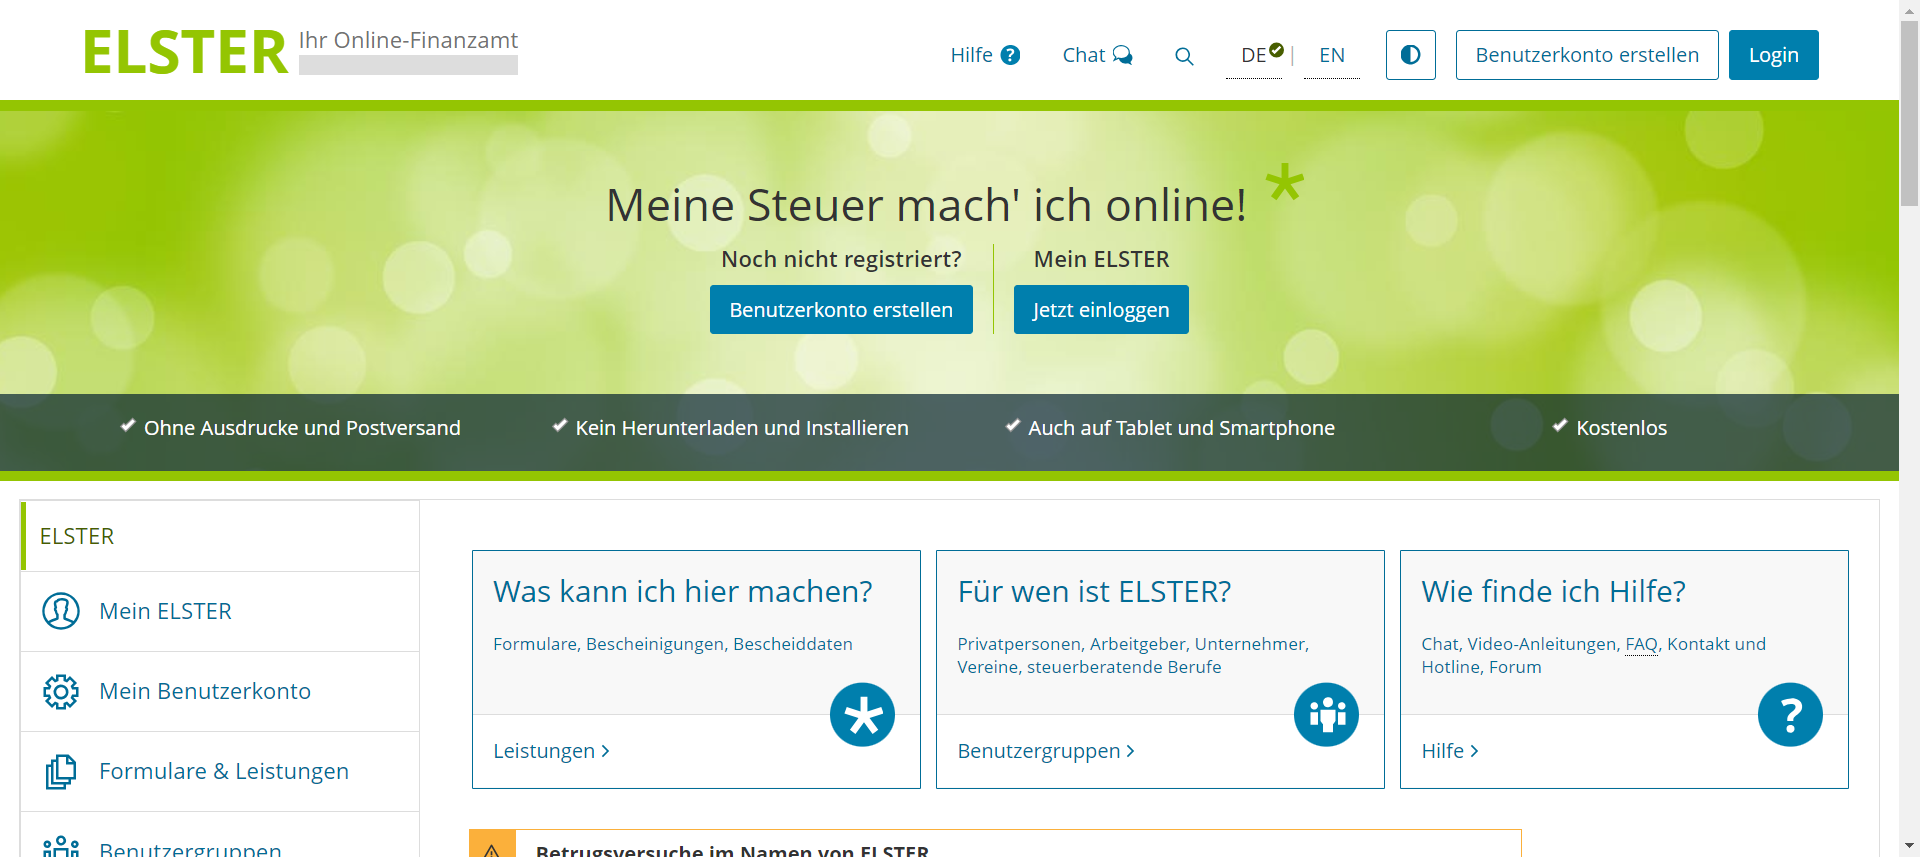 ELSTER
Ihr Online-Finanzamt
Hilfe ?
Chat
DE | EN
Benutzerkonto erstellen
Login
Meine Steuer mach' ich online! *
Noch nicht registriert?
Benutzerkonto erstellen
Mein ELSTER
Jetzt einloggen
Ohne Ausdrucke und Postversand
Kein Herunterladen und Installieren
Auch auf Tablet und Smartphone
Kostenlos
ELSTER
Mein ELSTER
Mein Benutzerkonto
Formulare & Leistungen
Benutzergruppen
Was kann ich hier machen?
Formulare, Bescheinigungen, Bescheiddaten
Leistungen
Für wen ist ELSTER?
Privatpersonen, Arbeitgeber, Unternehmer,
Vereine, steuerberatende Berufe
Benutzergruppen
Wie finde ich Hilfe?
Chat, Video-Anleitungen, FAQ, Kontakt und
Hotline, Forum
?
Hilfe
Betrugsversuche im Namen von ELSTER